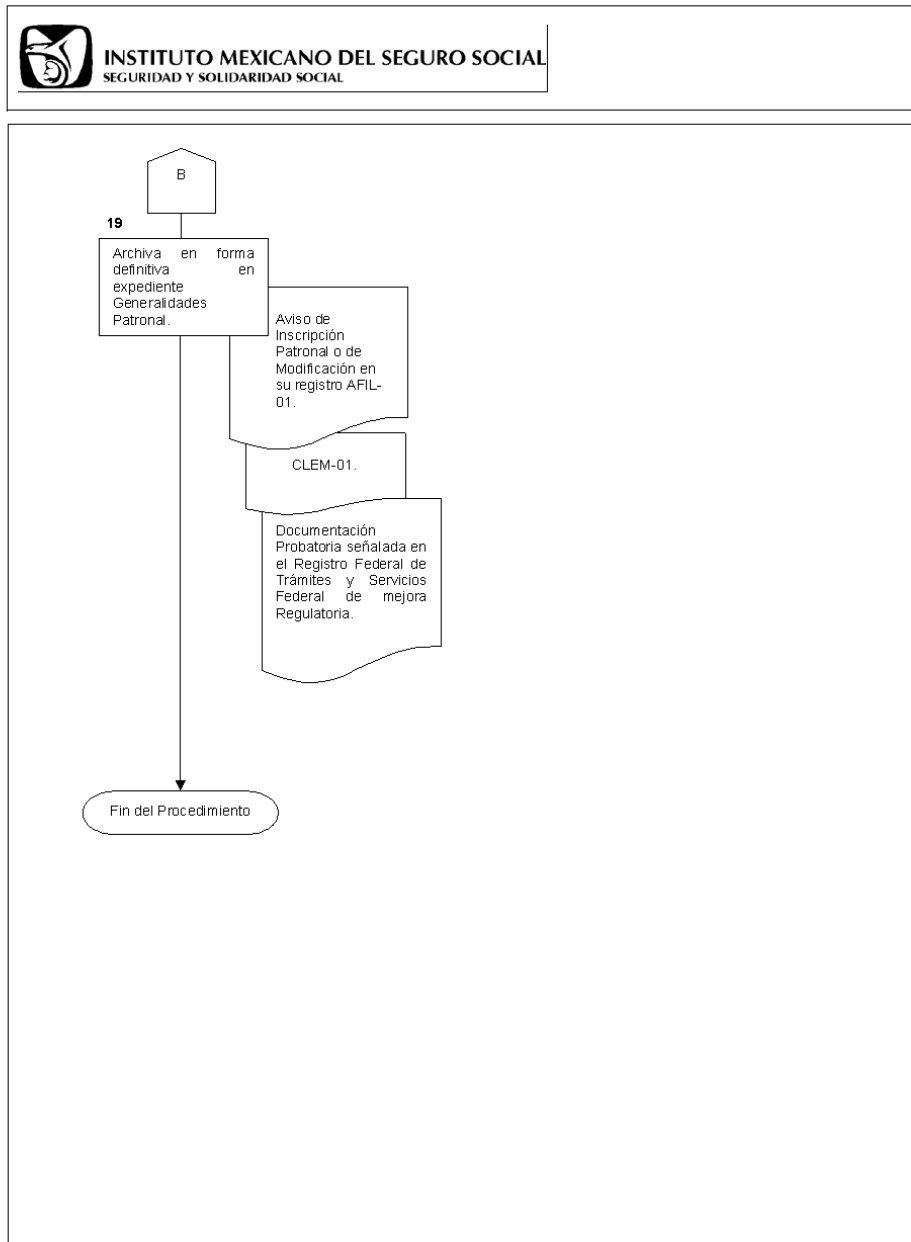 INSTITUTO MEXICANO DEL SEGURO SOCIAL
SEGURIDAD Y SOLIDARIDAD SOCIAL
B
19
Archiva en forma
definitiva en
expediente
Generalidades
Patronal.
Aviso de
Inscripción
Patronal o de
Modificación en
su registro AFIL-
01.
CLEM-01.
Documentación
Probatoria señalada en
el Registro Federal de
Trámites y Servicios
Federal de mejora
Regulatoria.
Fin del Procedimiento